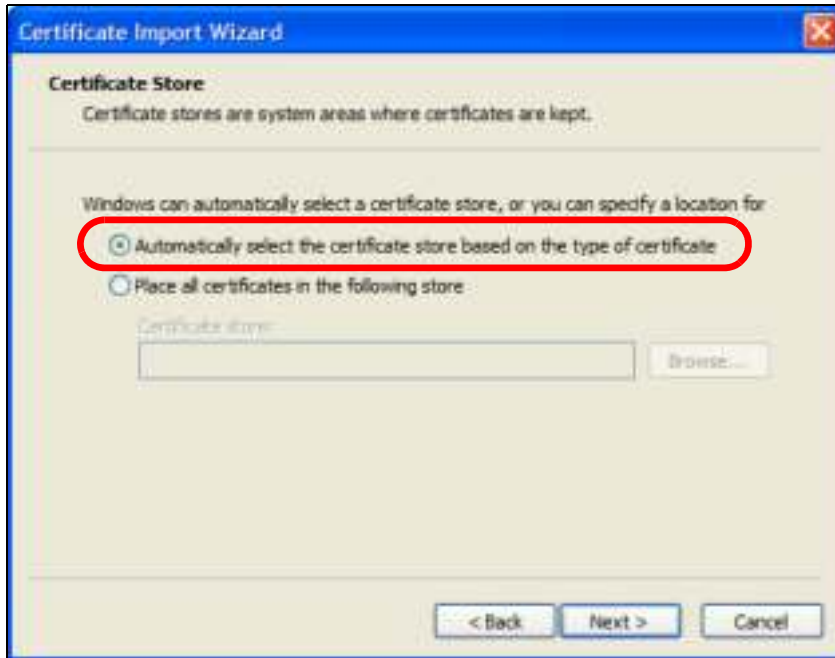 Certificate Import Wizard
Certificate Store
Certificate stores are system areas where certificates are kept.
Windows can automatically select a certificate store, or you can specify a location for
Automatically select the certificate store based on the type of certificate
Place all certificates in the following store
Certificate store:
Browse...
< Back
Next >
Cancel